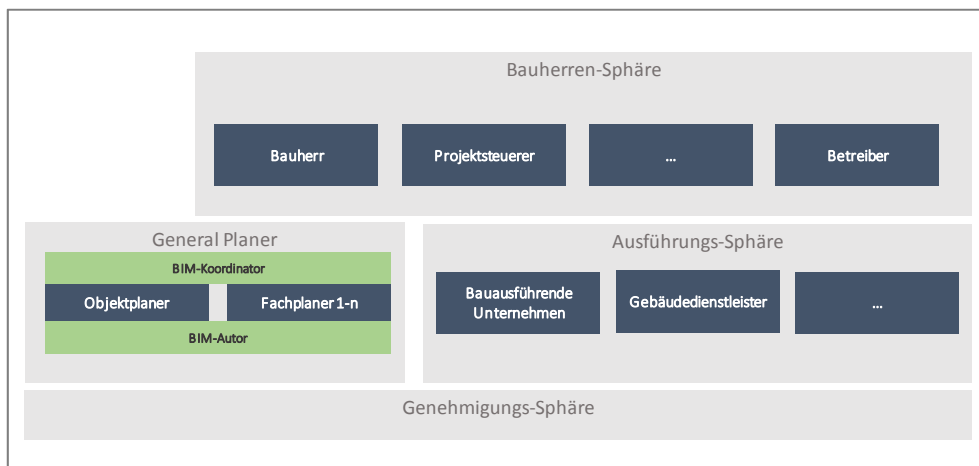 Bauherren-Sphäre
Bauherr
Projektsteuerer
...
Betreiber
General Planer
BIM-Koordinator
Objektplaner
Fachplaner 1-n
BIM-Autor
Ausführungs-Sphäre
Bauausführende
Unternehmen
Gebäudedienstleister
...
Genehmigungs-Sphäre